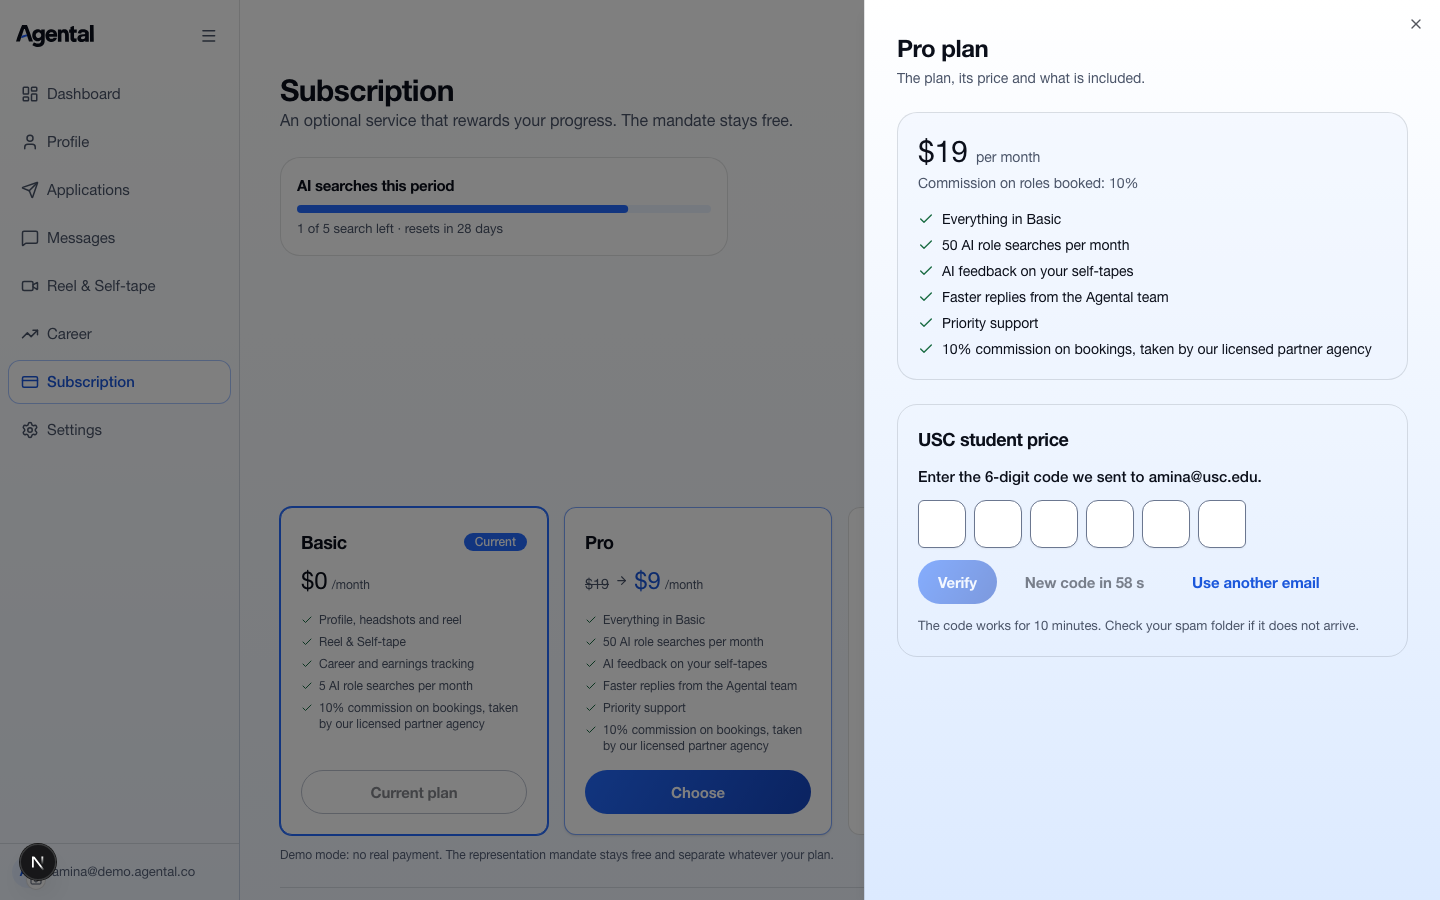 Agental
Dashboard
Profile
Applications
Messages
Reel & Self-tape
Career
Subscription
Settings
N
amina@demo.agental.co
Subscription
An optional service that rewards your progress. The mandate stays free.
AI searches this period
1 of 5 search left · resets in 28 days
Basic
Current
$0 /month
Profile, headshots and reel
Reel & Self-tape
Career and earnings tracking
5 AI role searches per month
10% commission on bookings, taken
by our licensed partner agency
Current plan
Pro
$19 → $9 /month
Everything in Basic
50 AI role searches per month
AI feedback on your self-tapes
Faster replies from the Agental team
Priority support
10% commission on bookings, taken
by our licensed partner agency
Choose
Demo mode: no real payment. The representation mandate stays free and separate whatever your plan.
Pro plan
The plan, its price and what is included.
$19 per month
Commission on roles booked: 10%
Everything in Basic
50 AI role searches per month
AI feedback on your self-tapes
Faster replies from the Agental team
Priority support
10% commission on bookings, taken by our licensed partner agency
USC student price
Enter the 6-digit code we sent to amina@usc.edu.
Verify
New code in 58 s
Use another email
The code works for 10 minutes. Check your spam folder if it does not arrive.